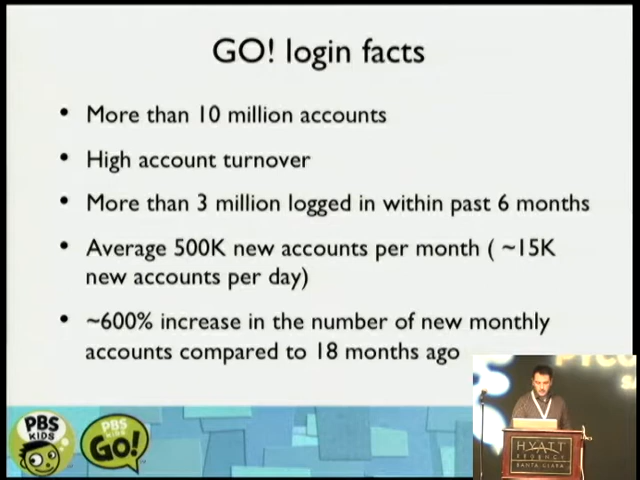 GO! login facts
• More than 10 million accounts
• High account turnover
• More than 3 million logged in within past 6 months
• Average 500K new accounts per month ( ~15K
new accounts per day)
• ~600% increase in the number of new monthly
accounts compared to 18 months ago
PBS
KIDS
PBS
KIDS
GO!
HYATT
REGENCY
SANTA CLARA